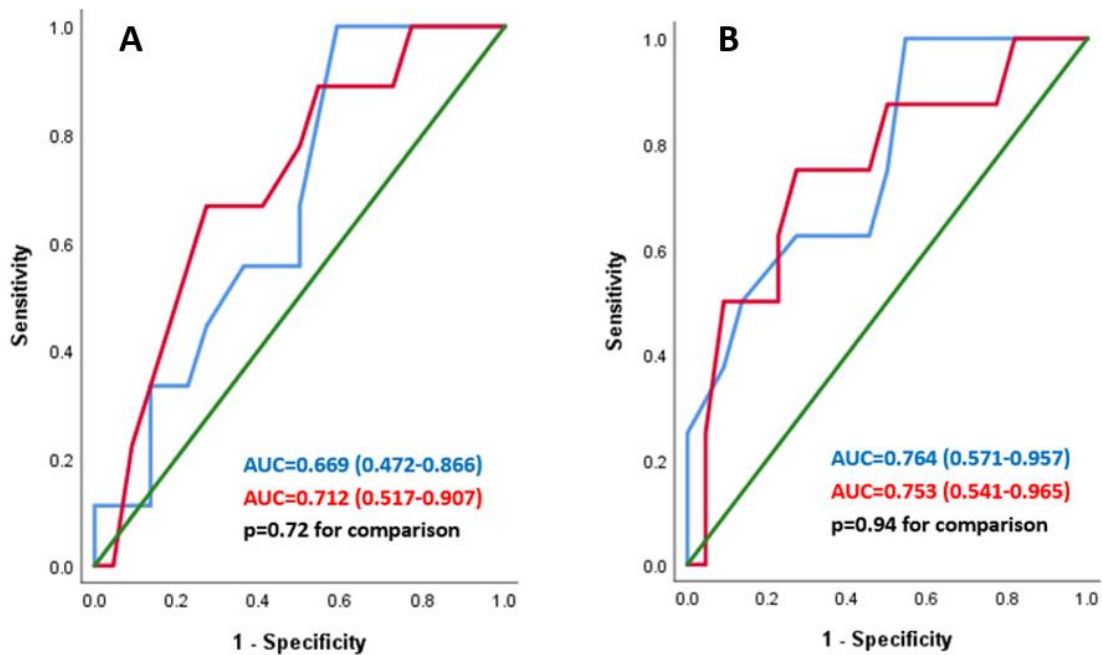 A
1.0
0.8
0.6
0.4
0.2
0.0
Sensitivity
AUC=0.669 (0.472-0.866)
AUC=0.712 (0.517-0.907)
p=0.72 for comparison
0.0 0.2 0.4 0.6 0.8 1.0
1 - Specificity
B
1.0
0.8
0.6
0.4
0.2
0.0
Sensitivity
AUC=0.764 (0.571-0.957)
AUC=0.753 (0.541-0.965)
p=0.94 for comparison
0.0 0.2 0.4 0.6 0.8 1.0
1 - Specificity